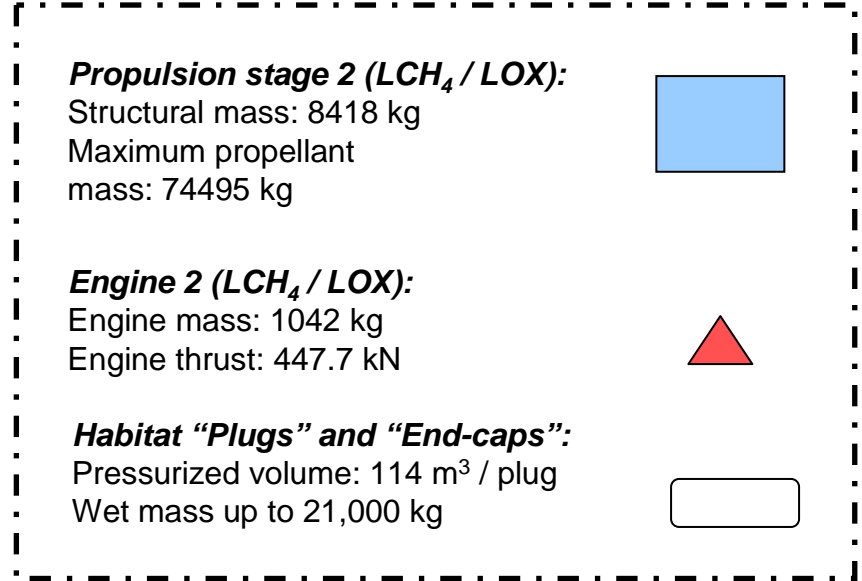 Propulsion stage 2 (LCH₄ / LOX):
Structural mass: 8418 kg
Maximum propellant
mass: 74495 kg
Engine 2 (LCH₄ / LOX):
Engine mass: 1042 kg
Engine thrust: 447.7 kN
Habitat “Plugs” and “End-caps”:
Pressurized volume: 114 m³ / plug
Wet mass up to 21,000 kg